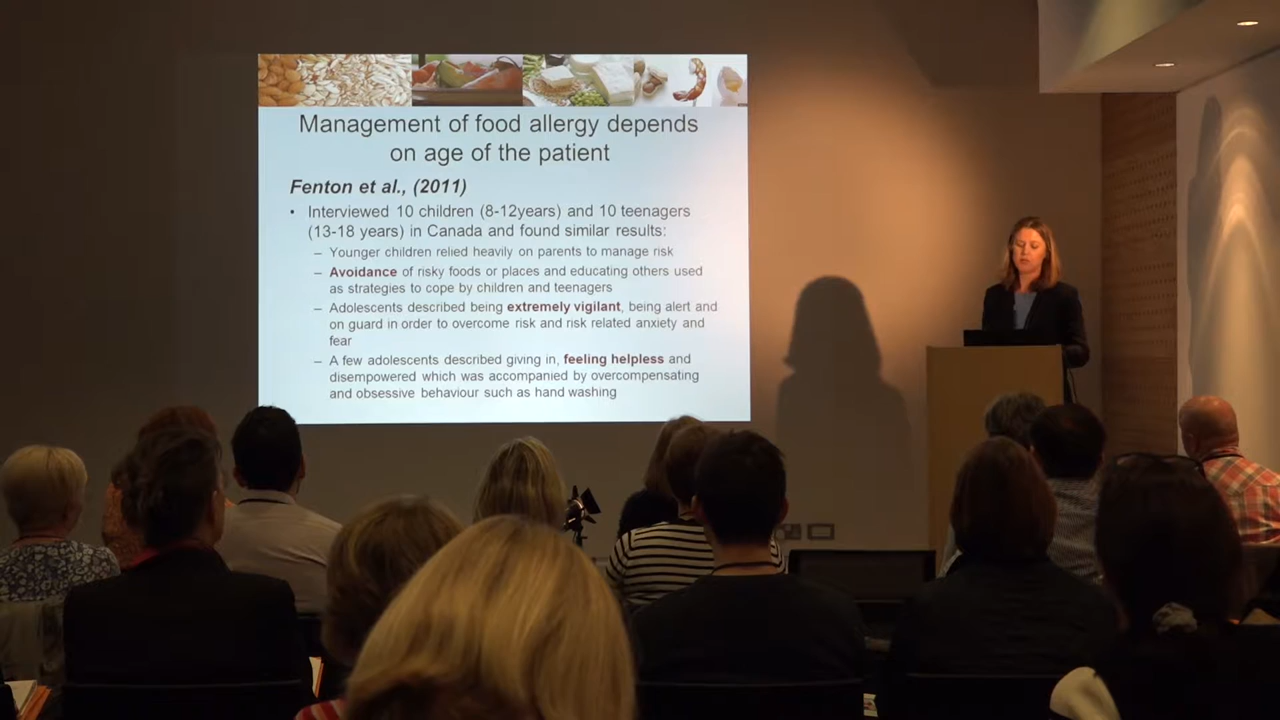 Management of food allergy depends
on age of the patient
Fenton et al., (2011)
• Interviewed 10 children (8-12years) and 10 teenagers
(13-18 years) in Canada and found similar results:
– Younger children relied heavily on parents to manage risk
– Avoidance of risky foods or places and educating others used
as strategies to cope by children and teenagers
– Adolescents described being extremely vigilant, being alert and
on guard in order to overcome risk and risk related anxiety and
fear
– A few adolescents described giving in, feeling helpless and
disempowered which was accompanied by overcompensating
and obsessive behaviour such as hand washing